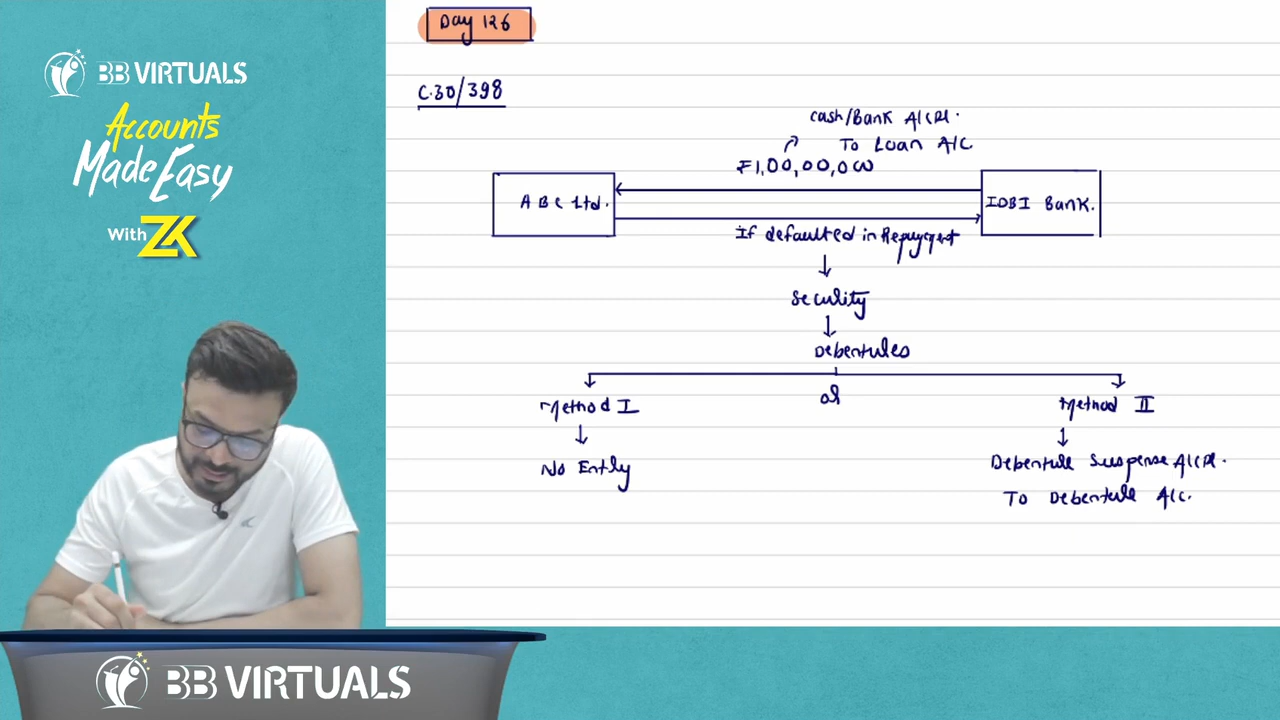 BB VIRTUALS
Accounts
Made Easy
With ZK
Day 126
C.30/398
Cash/Bank A/c Dr.
To Loan A/c
₹1,00,00,000
ABC Ltd.
IDBI Bank.
If defaulted in Repayment
Security
Debentures
Method I
or
Method II
No Entry
Debenture Suspense A/c Dr.
To Debenture A/c.
BB VIRTUALS